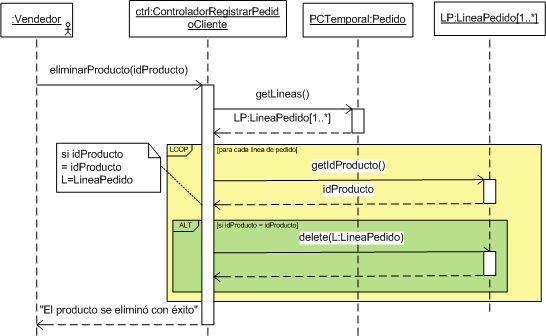 :Vendedor
ctrl:ControladorRegistrarPedid
oCliente
PCTemporal:Pedido
LP:LineaPedido[1..*]
eliminarProducto(idProducto)
getLineas()
LP:LineaPedido[1..*]
LOOP
[para cada linea de pedido]
si idProducto
= idProducto
L=LineaPedido
getIdProducto()
idProducto
ALT
[si idProducto = idProducto]
delete(L:LineaPedido)
"El producto se eliminó con éxito"